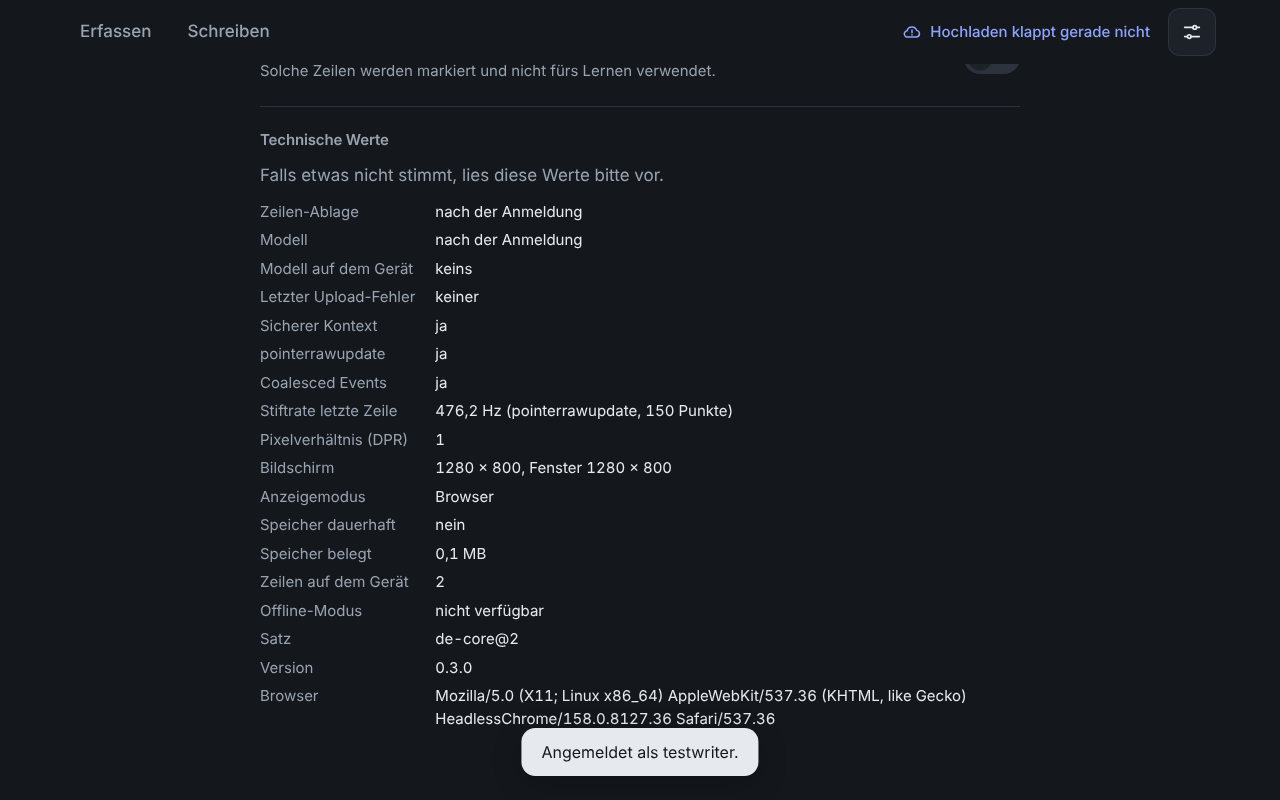 Erfassen Schreiben Hochladen klappt gerade nicht
Solche Zeilen werden markiert und nicht fürs Lernen verwendet.
Technische Werte
Falls etwas nicht stimmt, lies diese Werte bitte vor.
Zeilen-Ablage nach der Anmeldung
Modell nach der Anmeldung
Modell auf dem Gerät keins
Letzter Upload-Fehler keiner
Sicherer Kontext ja
pointerrawupdate ja
Coalesced Events ja
Stiftrate letzte Zeile 476,2 Hz (pointerrawupdate, 150 Punkte)
Pixelverhältnis (DPR) 1
Bildschirm 1280 × 800, Fenster 1280 × 800
Anzeigemodus Browser
Speicher dauerhaft nein
Speicher belegt 0,1 MB
Zeilen auf dem Gerät 2
Offline-Modus nicht verfügbar
Satz de-core@2
Version 0.3.0
Browser Mozilla/5.0 (X11; Linux x86_64) AppleWebKit/537.36 (KHTML, like Gecko)
HeadlessChrome/158.0.8127.36 Safari/537.36
Angemeldet als testwriter.